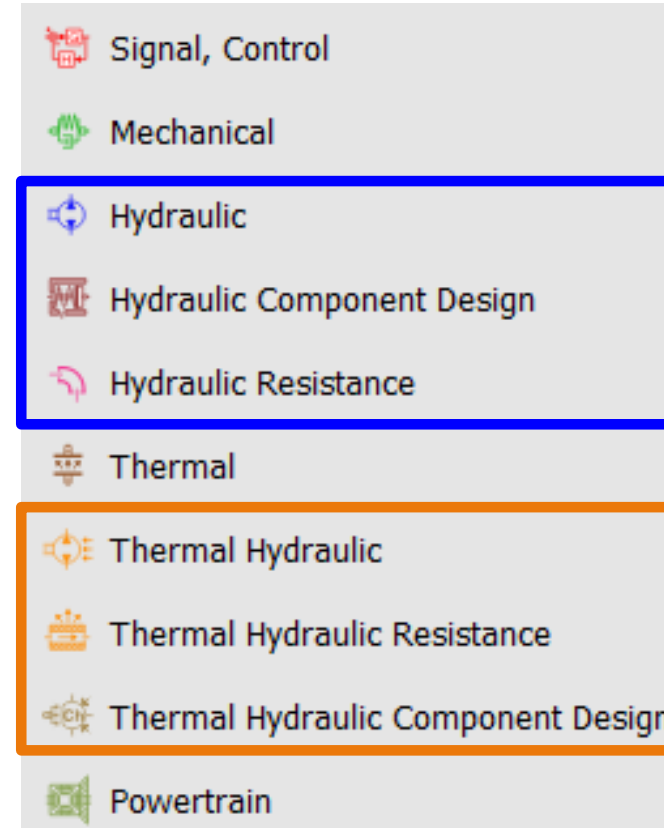 Signal, Control
Mechanical
Hydraulic
Hydraulic Component Design
Hydraulic Resistance
Thermal
Thermal Hydraulic
Thermal Hydraulic Resistance
Thermal Hydraulic Component Design
Powertrain